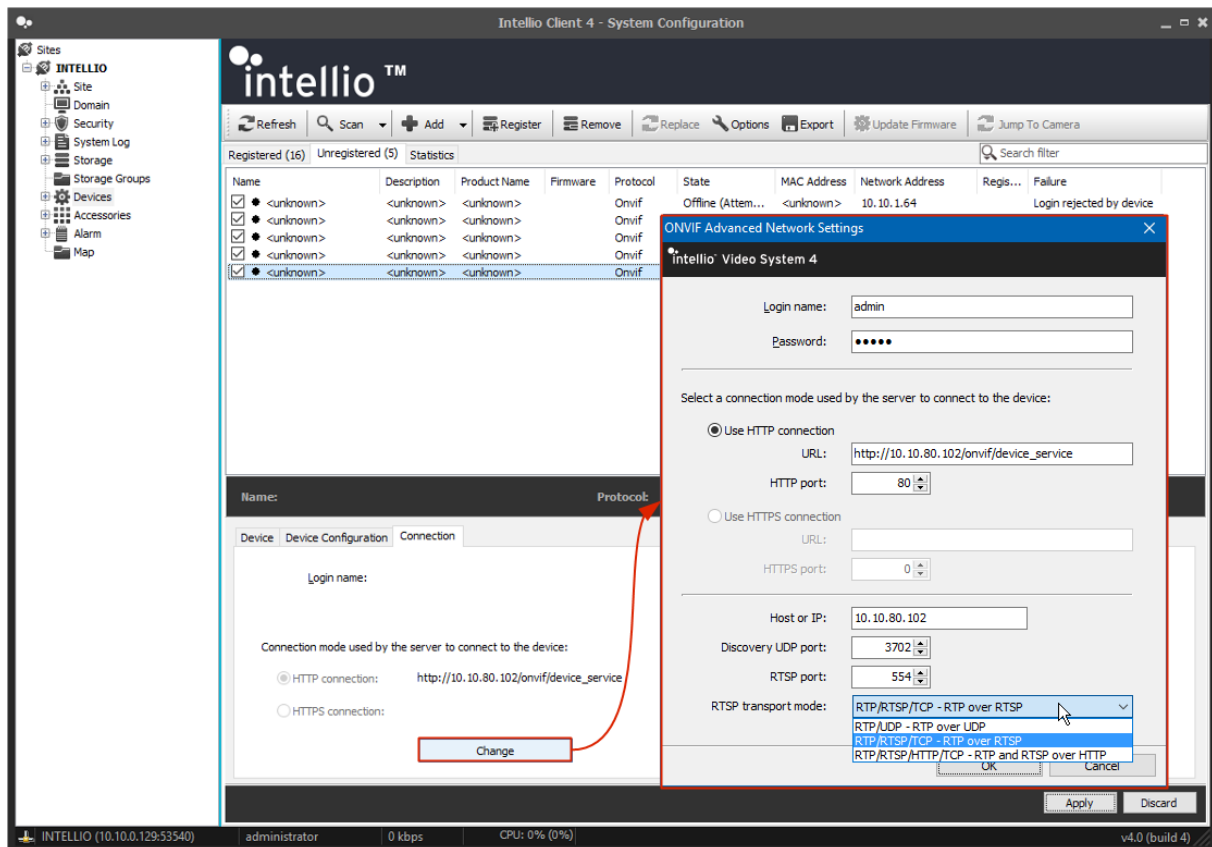 Intellio Client 4 - System Configuration
Sites
INTELLIO
Site
Domain
Security
System Log
Storage
Storage Groups
Devices
Accessories
Alarm
Map
intellio ™
Refresh Scan Add Register Remove Replace Options Export Update Firmware Jump To Camera
Registered (16) Unregistered (5) Statistics Search filter
Name Description Product Name Firmware Protocol State MAC Address Network Address Regis... Failure
<unknown> <unknown> <unknown> Onvif Offline (Attem... <unknown> 10.10.1.64 Login rejected by device
<unknown> <unknown> <unknown> Onvif
<unknown> <unknown> <unknown> Onvif
<unknown> <unknown> <unknown> Onvif
<unknown> <unknown> <unknown> Onvif
Name: Protocol:
Device Device Configuration Connection
Login name:
Connection mode used by the server to connect to the device:
HTTP connection: http://10.10.80.102/onvif/device_service
HTTPS connection:
Change
ONVIF Advanced Network Settings
intellio Video System 4
Login name: admin
Password: •••••
Select a connection mode used by the server to connect to the device:
Use HTTP connection
URL: http://10.10.80.102/onvif/device_service
HTTP port: 80
Use HTTPS connection
URL:
HTTPS port: 0
Host or IP: 10.10.80.102
Discovery UDP port: 3702
RTSP port: 554
RTSP transport mode: RTP/RTSP/TCP - RTP over RTSP
RTP/UDP - RTP over UDP
RTP/RTSP/TCP - RTP over RTSP
RTP/RTSP/HTTP/TCP - RTP and RTSP over HTTP
OK Cancel
Apply Discard
INTELLIO (10.10.0.129:53540) administrator 0 kbps CPU: 0% (0%) v4.0 (build 4)